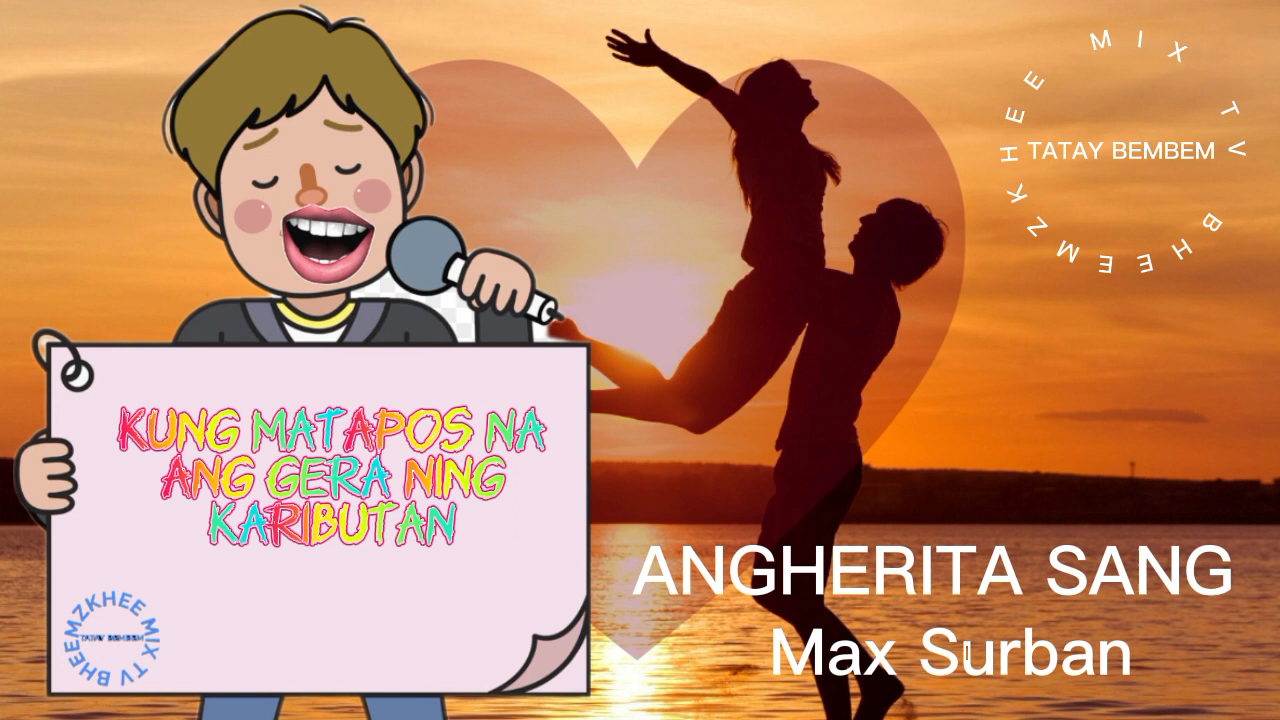 BHEEMZKHEE MIX TV
TATAY BEMBEM
KUNG MATAPOS NA
ANG GERA NING
KARIBUTAN
ANGHERITA SANG
Max Surban
BHEEMZKHEE MIX TV
TATAY BEMBEM